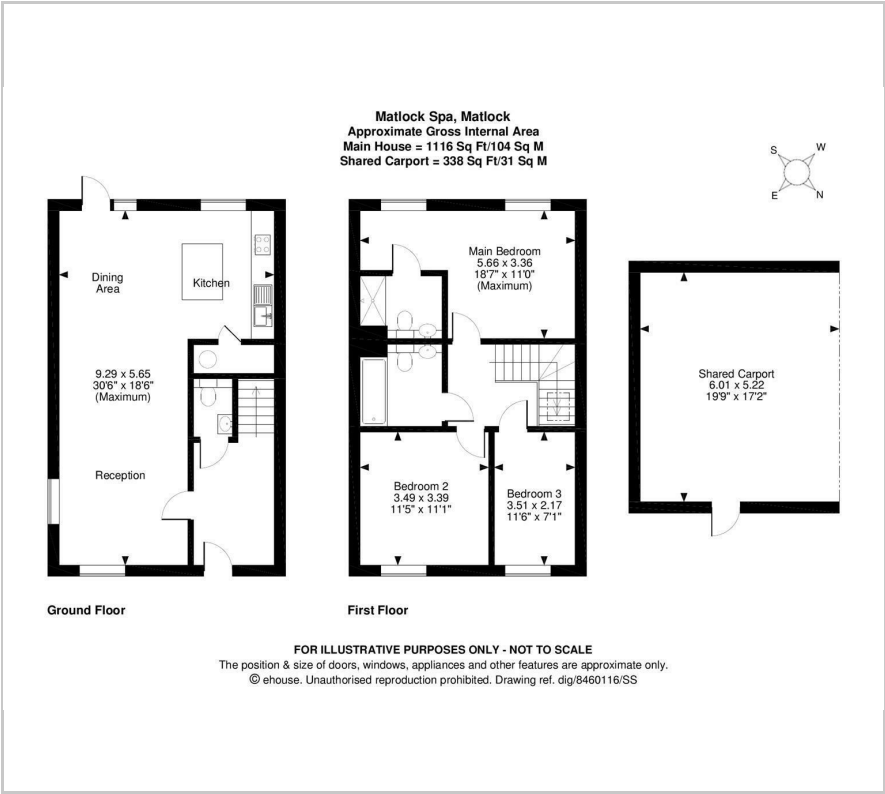 Matlock Spa, Matlock
Approximate Gross Internal Area
Main House = 1116 Sq Ft/104 Sq M
Shared Carport = 338 Sq Ft/31 Sq M
S
W
E
N
Dining
Area
Kitchen
9.29 x 5.65
30'6" x 18'6"
(Maximum)
Reception
Ground Floor
Main Bedroom
5.66 x 3.36
18'7" x 11'0"
(Maximum)
Bedroom 2
3.49 x 3.39
11'5" x 11'1"
Bedroom 3
3.51 x 2.17
11'6" x 7'1"
First Floor
Shared Carport
6.01 x 5.22
19'9" x 17'2"
FOR ILLUSTRATIVE PURPOSES ONLY - NOT TO SCALE
The position & size of doors, windows, appliances and other features are approximate only.
© ehouse. Unauthorised reproduction prohibited. Drawing ref. dig/8460116/SS